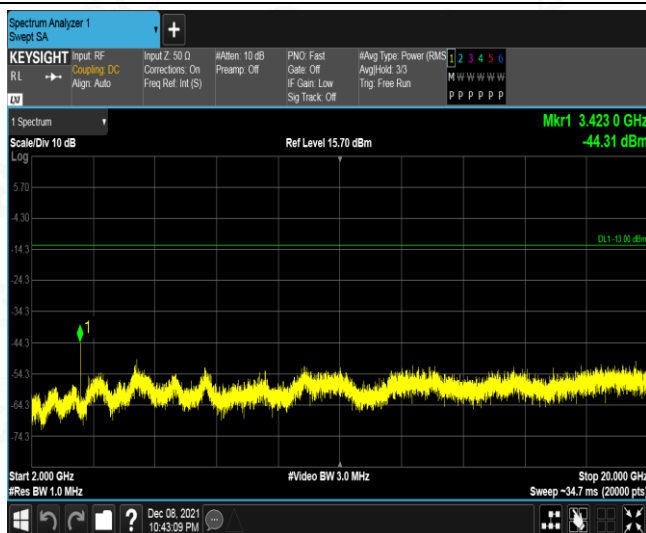 Spectrum Analyzer 1
Swept SA
+
KEYSIGHT
RL
LXI
Input: RF
Coupling: DC
Align: Auto
Input Z: 50 Ω
Corrections: On
Freq Ref: Int (S)
#Atten: 10 dB
Preamp: Off
PNO: Fast
Gate: Off
IF Gain: Low
Sig Track: Off
#Avg Type: Power (RMS
Avg|Hold: 3/3
Trig: Free Run
1 2 3 4 5 6
M W W W W W
P P P P P P
1 Spectrum
Mkr1 3.423 0 GHz
-44.31 dBm
Scale/Div 10 dB
Ref Level 15.70 dBm
Log
5.70
-4.30
DL1 -13.00 dBm
-14.3
-24.3
-34.3
1
-44.3
-54.3
-64.3
-74.3
Start 2.000 GHz
#Video BW 3.0 MHz
Stop 20.000 GHz
#Res BW 1.0 MHz
Sweep ~34.7 ms (20000 pts)
?
Dec 08, 2021
10:43:09 PM